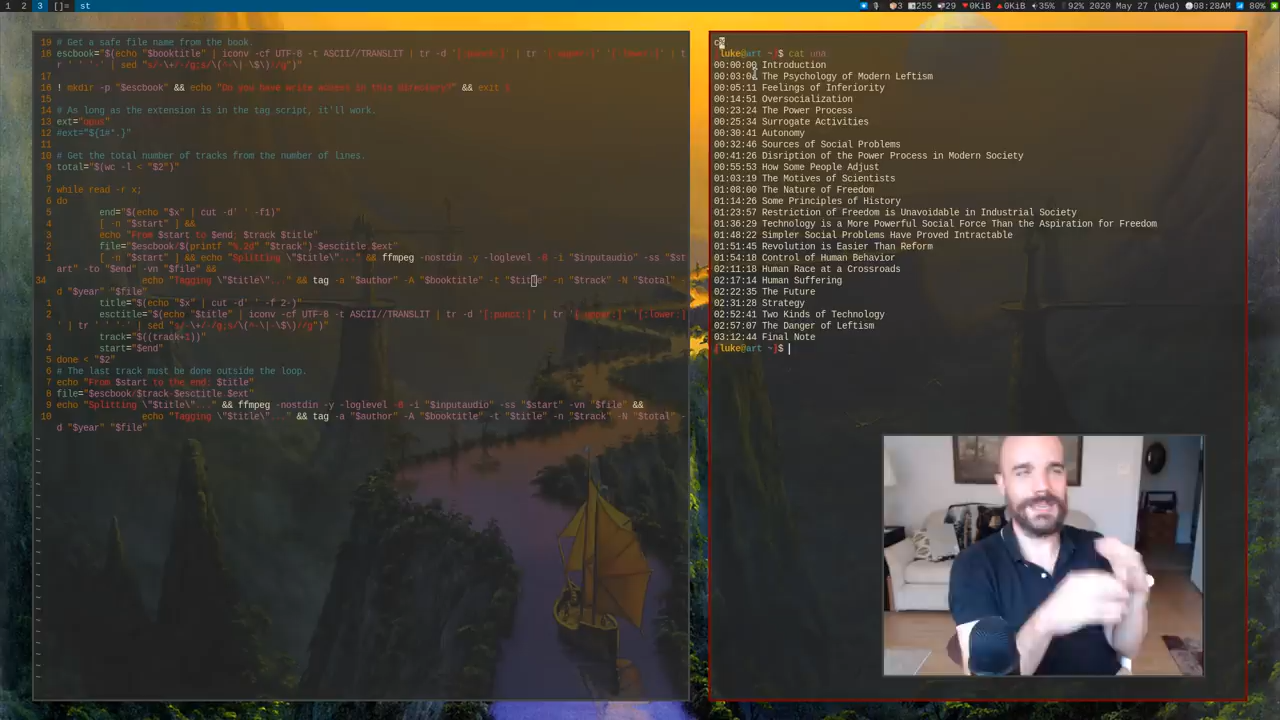 1 2 3 []= st
3 255 29 0KiB 0KiB 35% 92% 2020 May 27 (Wed) 08:28AM 80%
19 # Get a safe file name from the book.
18 escbook="$(echo "$booktitle" | iconv -cf UTF-8 -t ASCII//TRANSLIT | tr -d '[:punct:]' | tr '[:upper:]' '[:lower:]' | t
r ' ' '-' | sed "s/-\+/-/g;s/\(^-\|-\$\)//g")"
17
16 ! mkdir -p "$escbook" && echo "Do you have write access in this directory?" && exit 1
15
14 # As long as the extension is in the tag script, it'll work.
13 ext="opus"
12 #ext="${1#*.}"
11
10 # Get the total number of tracks from the number of lines.
9 total="$(wc -l < "$2")"
8
7 while read -r x;
6 do
5 end="$(echo "$x" | cut -d' ' -f1)"
4 [ -n "$start" ] &&
3 echo "From $start to $end; $track $title"
2 file="$escbook/$(printf "%.2d" "$track")-$esctitle.$ext"
1 [ -n "$start" ] && echo "Splitting \"$title\"..." && ffmpeg -nostdin -y -loglevel -8 -i "$inputaudio" -ss "$st
art" -to "$end" -vn "$file" &&
34 echo "Tagging \"$title\"..." && tag -a "$author" -A "$booktitle" -t "$title" -n "$track" -N "$total" -
d "$year" "$file"
1 title="$(echo "$x" | cut -d' ' -f 2-)"
2 esctitle="$(echo "$title" | iconv -cf UTF-8 -t ASCII//TRANSLIT | tr -d '[:punct:]' | tr '[:upper:]' '[:lower:]
' | tr ' ' '-' | sed "s/-\+/-/g;s/\(^-\|-\$\)//g")"
3 track="$((track+1))"
4 start="$end"
5 done < "$2"
6 # The last track must be done outside the loop.
7 echo "From $start to the end: $title"
8 file="$escbook/$track-$esctitle.$ext"
9 echo "Splitting \"$title\"..." && ffmpeg -nostdin -y -loglevel -8 -i "$inputaudio" -ss "$start" -vn "$file" &&
10 echo "Tagging \"$title\"..." && tag -a "$author" -A "$booktitle" -t "$title" -n "$track" -N "$total" -
d "$year" "$file"
[luke@art ~]$ cat una
00:00:00 Introduction
00:03:01 The Psychology of Modern Leftism
00:05:11 Feelings of Inferiority
00:14:51 Oversocialization
00:23:24 The Power Process
00:25:34 Surrogate Activities
00:30:41 Autonomy
00:32:46 Sources of Social Problems
00:41:26 Disription of the Power Process in Modern Society
00:55:53 How Some People Adjust
01:03:19 The Motives of Scientists
01:08:00 The Nature of Freedom
01:14:26 Some Principles of History
01:23:57 Restriction of Freedom is Unavoidable in Industrial Society
01:36:29 Technology is a More Powerful Social Force Than the Aspiration for Freedom
01:48:22 Simpler Social Problems Have Proved Intractable
01:51:45 Revolution is Easier Than Reform
01:54:18 Control of Human Behavior
02:11:18 Human Race at a Crossroads
02:17:14 Human Suffering
02:22:35 The Future
02:31:28 Strategy
02:52:41 Two Kinds of Technology
02:57:07 The Danger of Leftism
03:12:44 Final Note
[luke@art ~]$